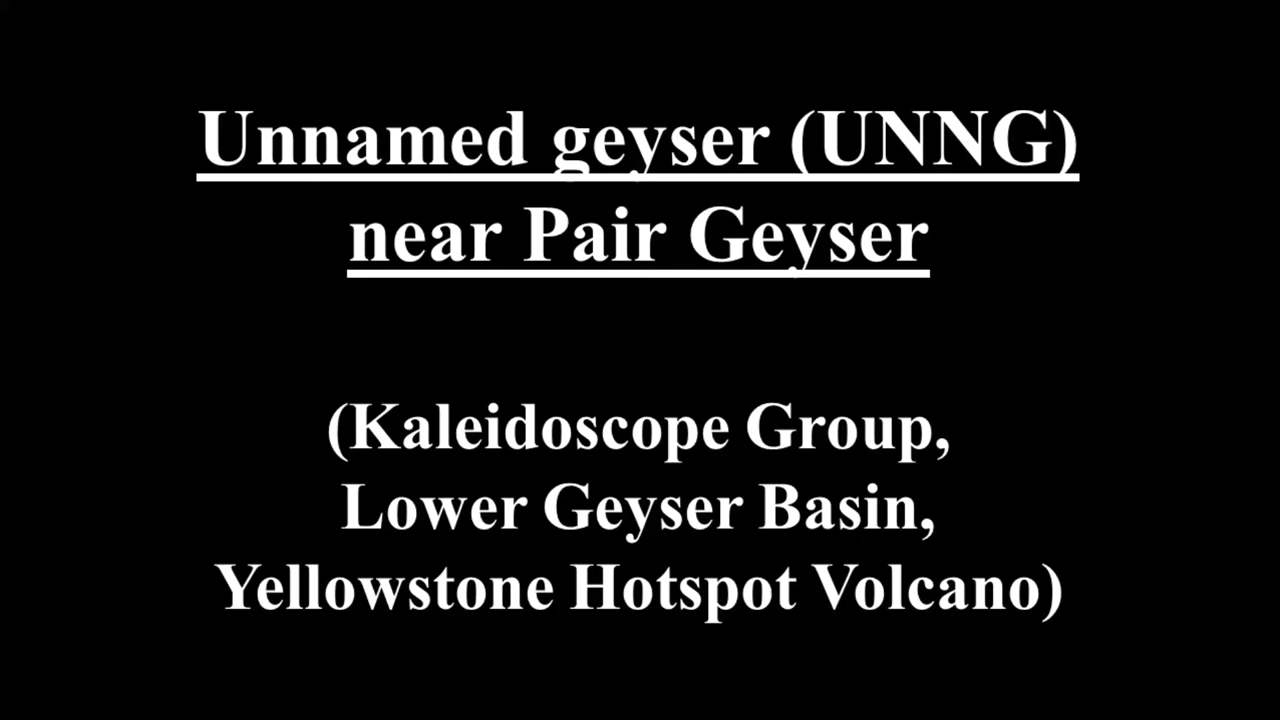 Unnamed geyser (UNNG)
near Pair Geyser
(Kaleidoscope Group,
Lower Geyser Basin,
Yellowstone Hotspot Volcano)